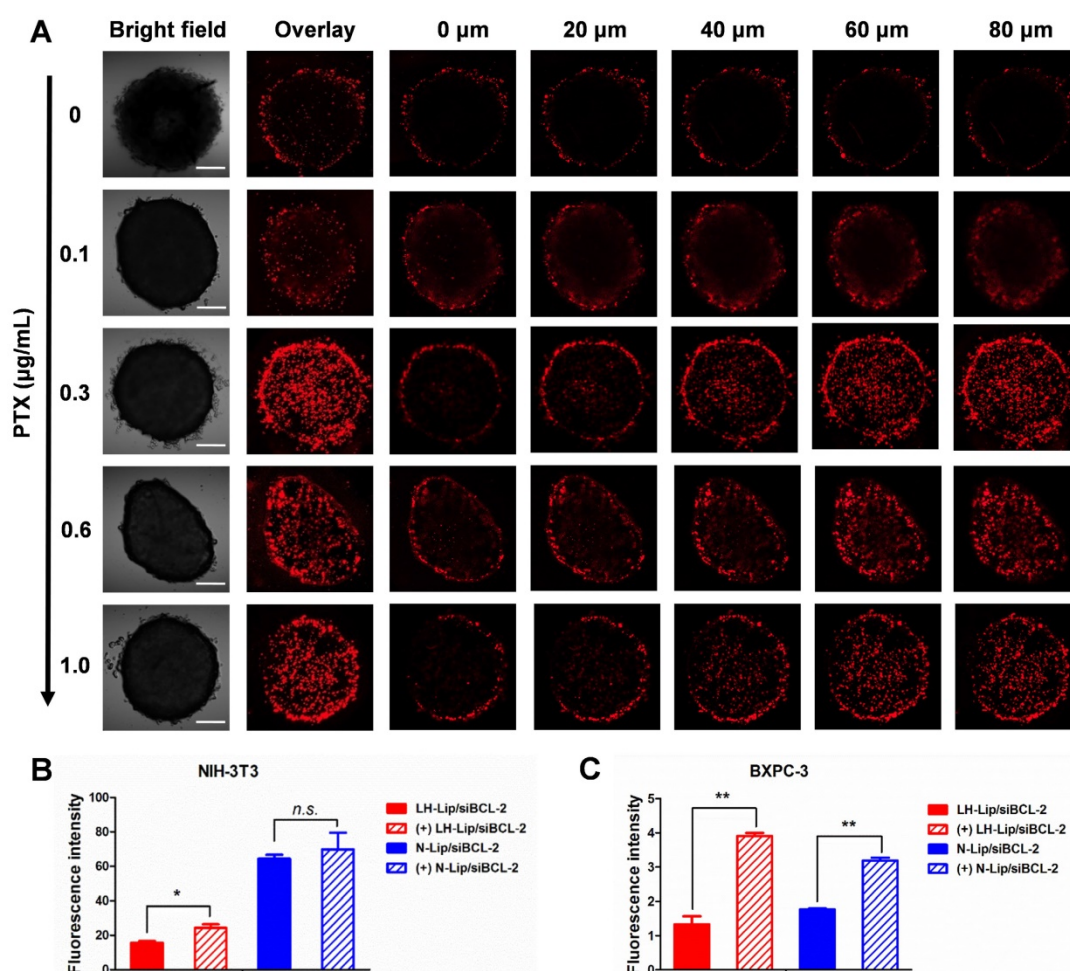 A
Bright field Overlay 0 µm 20 µm 40 µm 60 µm 80 µm
0
0.1
0.3
0.6
1.0
PTX (µg/mL)
B
NIH-3T3
Fluorescence intensity
100
80
60
40
20
0
*
n.s.
LH-Lip/siBCL-2
(+) LH-Lip/siBCL-2
N-Lip/siBCL-2
(+) N-Lip/siBCL-2
C
BXPC-3
Fluorescence intensity
5
4
3
2
1
0
**
**
LH-Lip/siBCL-2
(+) LH-Lip/siBCL-2
N-Lip/siBCL-2
(+) N-Lip/siBCL-2